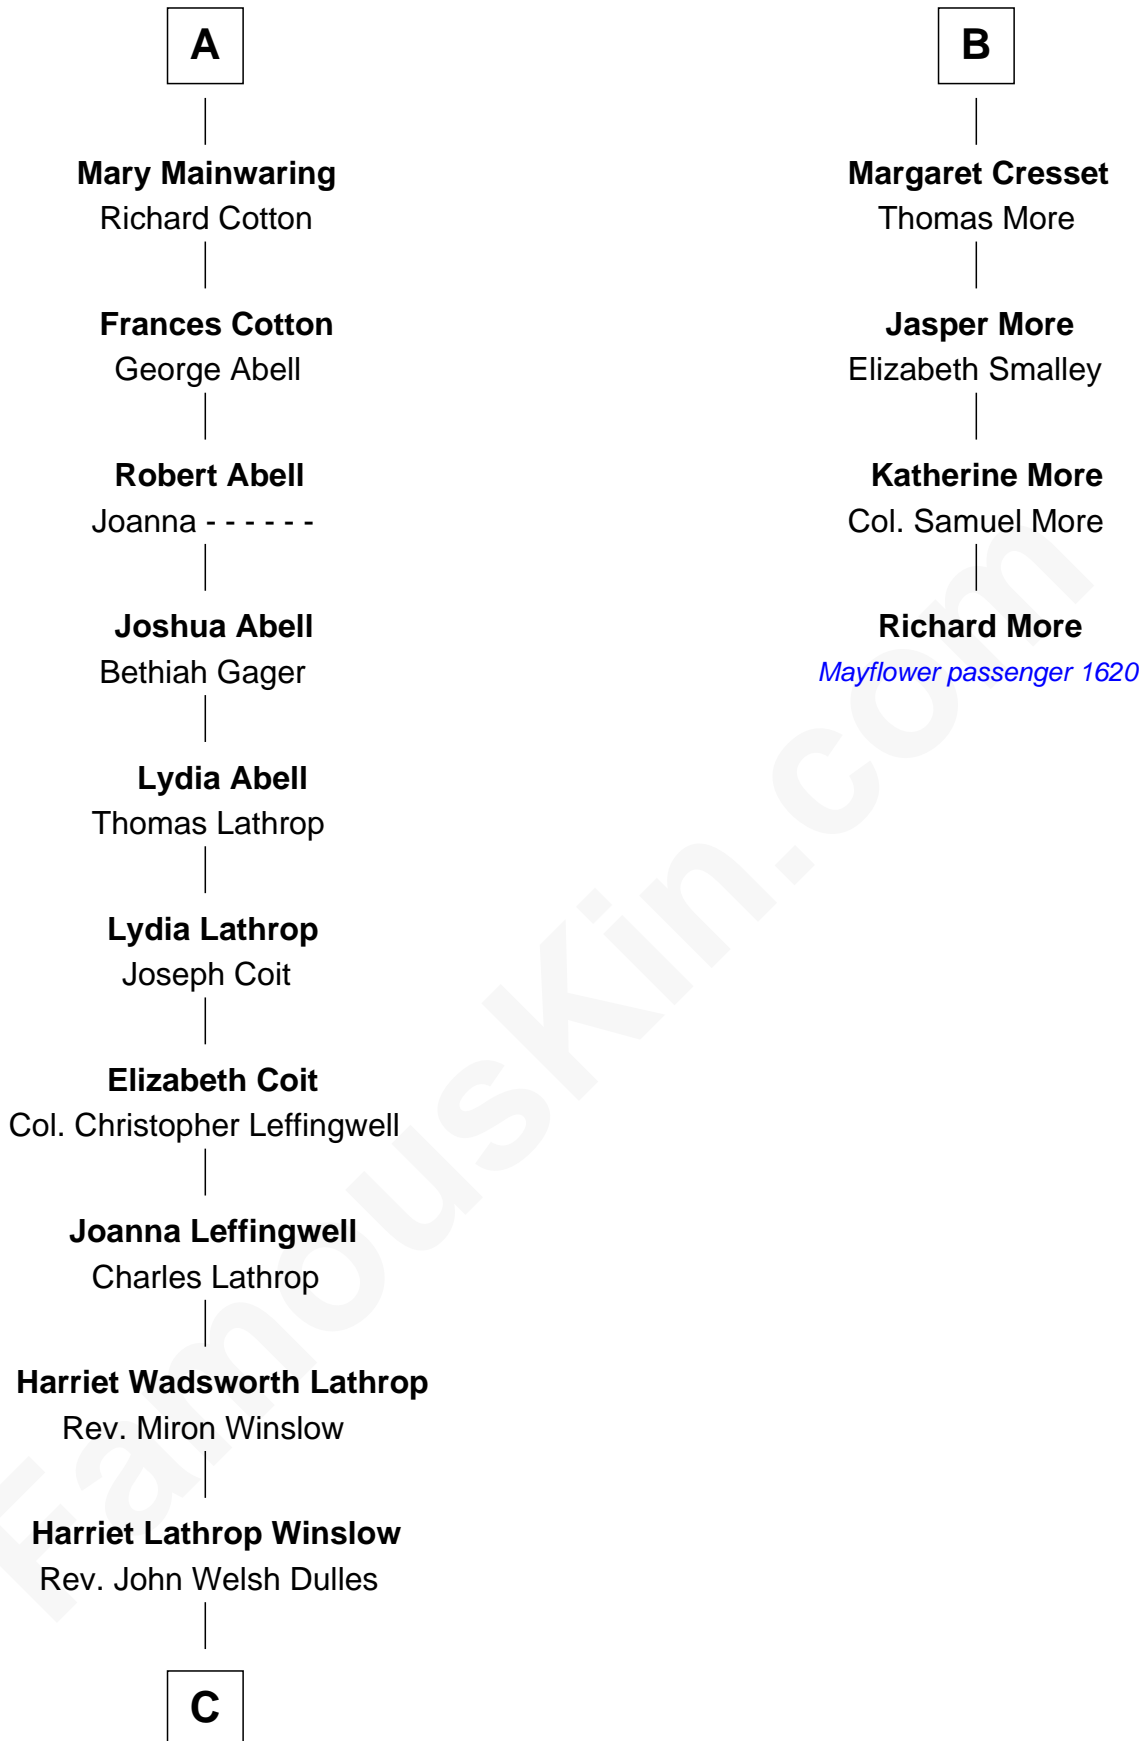 A
Mary Mainwaring
Richard Cotton
Frances Cotton
George Abell
Robert Abell
Joanna - - - - - -
Joshua Abell
Bethiah Gager
Lydia Abell
Thomas Lathrop
Lydia Lathrop
Joseph Coit
Elizabeth Coit
Col. Christopher Leffingwell
Joanna Leffingwell
Charles Lathrop
Harriet Wadsworth Lathrop
Rev. Miron Winslow
Harriet Lathrop Winslow
Rev. John Welsh Dulles
C
B
Margaret Cresset
Thomas More
Jasper More
Elizabeth Smalley
Katherine More
Col. Samuel More
Richard More
Mayflower passenger 1620
FamousKin.com